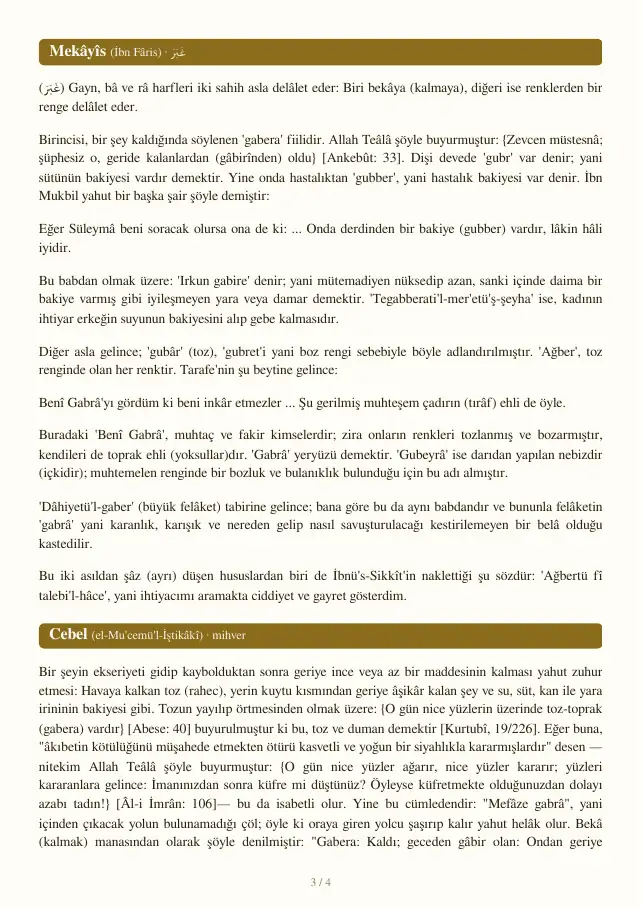 Mekâyîs (İbn Fâris) · غَبَرَ
(غَبَرَ) Gayn, bâ ve râ harfleri iki sahih asla delâlet eder: Biri bekâya (kalmaya), diğeri ise renklerden bir
renge delâlet eder.
Birincisi, bir şey kaldığında söylenen 'gabera' fiilidir. Allah Teâlâ şöyle buyurmuştur: {Zevcen müstesnâ;
şüphesiz o, geride kalanlardan (gâbirînden) oldu} [Ankebût: 33]. Dişi devede 'gubr' var denir; yani
sütünün bakiyesi vardır demektir. Yine onda hastalıktan 'gubber', yani hastalık bakiyesi var denir. İbn
Mukbil yahut bir başka şair şöyle demiştir:
Eğer Süleymâ beni soracak olursa ona de ki: ... Onda derdinden bir bakiye (gubber) vardır, lâkin hâli
iyidir.
Bu babdan olmak üzere: 'Irkun gabire' denir; yani mütemadiyen nüksedip azan, sanki içinde daima bir
bakiye varmış gibi iyileşmeyen yara veya damar demektir. 'Tegabberati'l-mer'etü'ş-şeyha' ise, kadının
ihtiyar erkeğin suyunun bakiyesini alıp gebe kalmasıdır.
Diğer asla gelince; 'gubâr' (toz), 'gubret'i yani boz rengi sebebiyle böyle adlandırılmıştır. 'Ağber', toz
renginde olan her renktir. Tarafe'nin şu beytine gelince:
Benî Gabrâ'yı gördüm ki beni inkâr etmezler ... Şu gerilmiş muhteşem çadırın (tırâf) ehli de öyle.
Buradaki 'Benî Gabrâ', muhtaç ve fakir kimselerdir; zira onların renkleri tozlanmış ve bozarmıştır,
kendileri de toprak ehli (yoksullar)dır. 'Gabrâ' yeryüzü demektir. 'Gubeyrâ' ise darıdan yapılan nebizdir
(içkidir); muhtemelen renginde bir bozluk ve bulanıklık bulunduğu için bu adı almıştır.
'Dâhiyetü'l-gaber' (büyük felâket) tabirine gelince; bana göre bu da aynı babdandır ve bununla felâketin
'gabrâ' yani karanlık, karışık ve nereden gelip nasıl savuşturulacağı kestirilemeyen bir belâ olduğu
kastedilir.
Bu iki asıldan şâz (ayrı) düşen hususlardan biri de İbnü's-Sikkît'in naklettiği şu sözdür: 'Ağbertü fî
talebi'l-hâce', yani ihtiyacımı aramakta ciddiyet ve gayret gösterdim.
Cebel (el-Mu'cemü'l-İştikâkî) · mihver
Bir şeyin ekseriyeti gidip kaybolduktan sonra geriye ince veya az bir maddesinin kalması yahut zuhur
etmesi: Havaya kalkan toz (rahec), yerin kuytu kısmından geriye âşikâr kalan şey ve su, süt, kan ile yara
irininin bakiyesi gibi. Tozun yayılıp örtmesinden olmak üzere: {O gün nice yüzlerin üzerinde toz-toprak
(gabera) vardır} [Abese: 40] buyurulmuştur ki bu, toz ve duman demektir [Kurtubî, 19/226]. Eğer buna,
"âkıbetin kötülüğünü müşahede etmekten ötürü kasvetli ve yoğun bir siyahlıkla kararmışlardır" desen —
nitekim Allah Teâlâ şöyle buyurmuştur: {O gün nice yüzler ağarır, nice yüzler kararır; yüzleri
kararanlara gelince: İmanınızdan sonra küfre mi düştünüz? Öyleyse küfretmekte olduğunuzdan dolayı
azabı tadın!} [Âl-i İmrân: 106]— bu da isabetli olur. Yine bu cümledendir: "Mefâze gabrâ", yani
içinden çıkacak yolun bulunamadığı çöl; öyle ki oraya giren yolcu şaşırıp kalır yahut helâk olur. Bekâ
(kalmak) manasından olarak şöyle denilmiştir: "Gabera: Kaldı; geceden gâbir olan: Ondan geriye
3 / 4